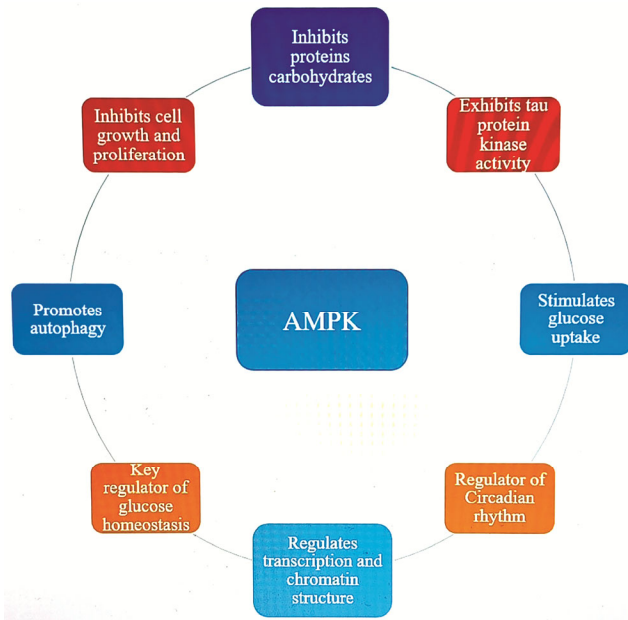 Inhibits
proteins
carbohydrates
Exhibits tau
protein
kinase
activity
Stimulates
glucose
uptake
Regulator of
Circadian
rhythm
Regulates
transcription and
chromatin
structure
Key
regulator of
glucose
homeostasis
Promotes
autophagy
Inhibits cell
growth and
proliferation
AMPK